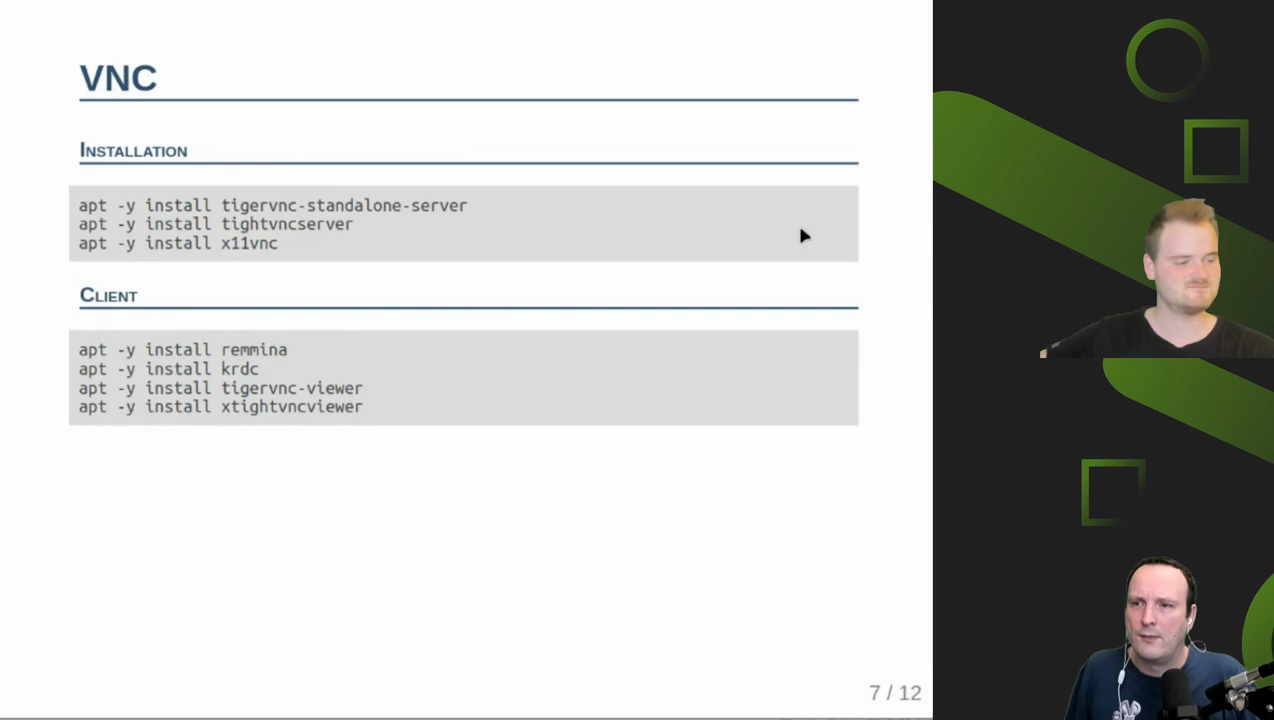 VNC
Installation
apt -y install tigervnc-standalone-server
apt -y install tightvncserver
apt -y install x11vnc
Client
apt -y install remmina
apt -y install krdc
apt -y install tigervnc-viewer
apt -y install xtightvncviewer
7 / 12